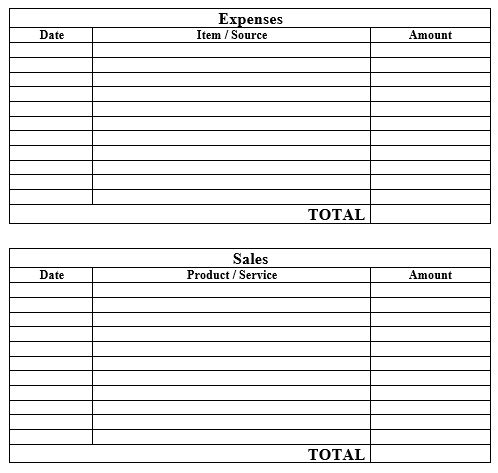 Expenses
Date Item / Source Amount
TOTAL
Sales
Date Product / Service Amount
TOTAL